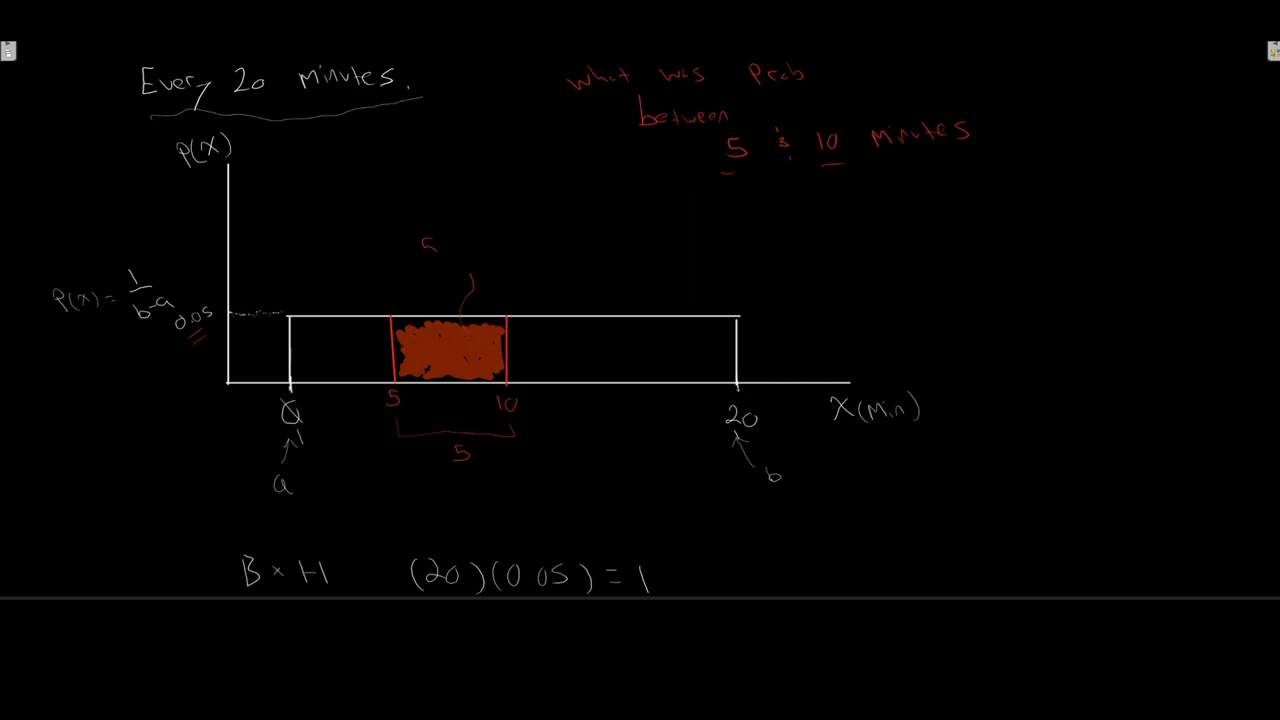 Every 20 minutes.
what was prob
between
5 & 10 minutes
P(X)
5
P(X) = 1/b-a
0.05
5
10
20
X (Min)
5
a
b
B × H (20)(0.05) = 1